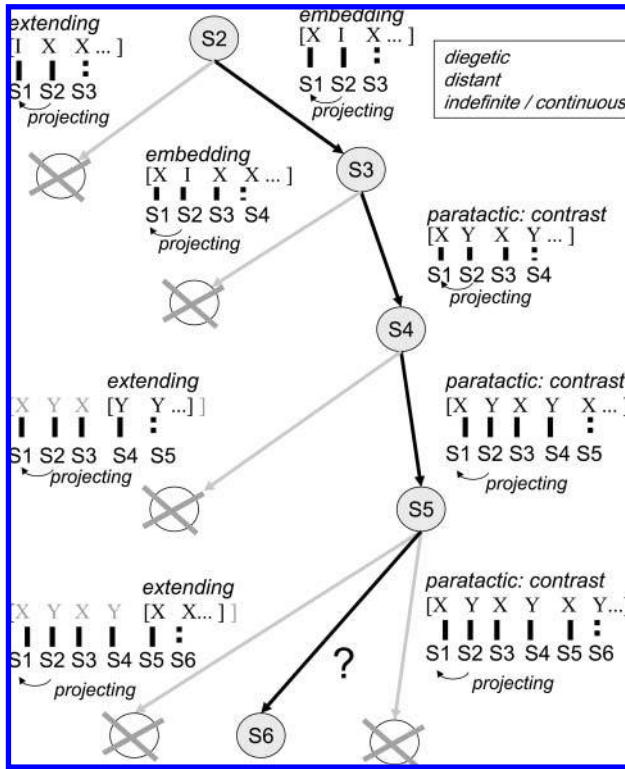 extending
[I X X ... ]
S1 S2 S3
projecting
S2
embedding
[X I X ... ]
S1 S2 S3
projecting
diegetic
distant
indefinite / continuous
embedding
[X I X X ... ]
S1 S2 S3 S4
projecting
S3
paratactic: contrast
[X Y X Y ... ]
S1 S2 S3 S4
projecting
S4
extending
[X Y X [Y Y ...] ]
S1 S2 S3 S4 S5
projecting
paratactic: contrast
[X Y X Y X ... ]
S1 S2 S3 S4 S5
projecting
S5
extending
[X Y X Y [X X... ] ]
S1 S2 S3 S4 S5 S6
projecting
paratactic: contrast
[X Y X Y X Y... ]
S1 S2 S3 S4 S5 S6
projecting
?
S6